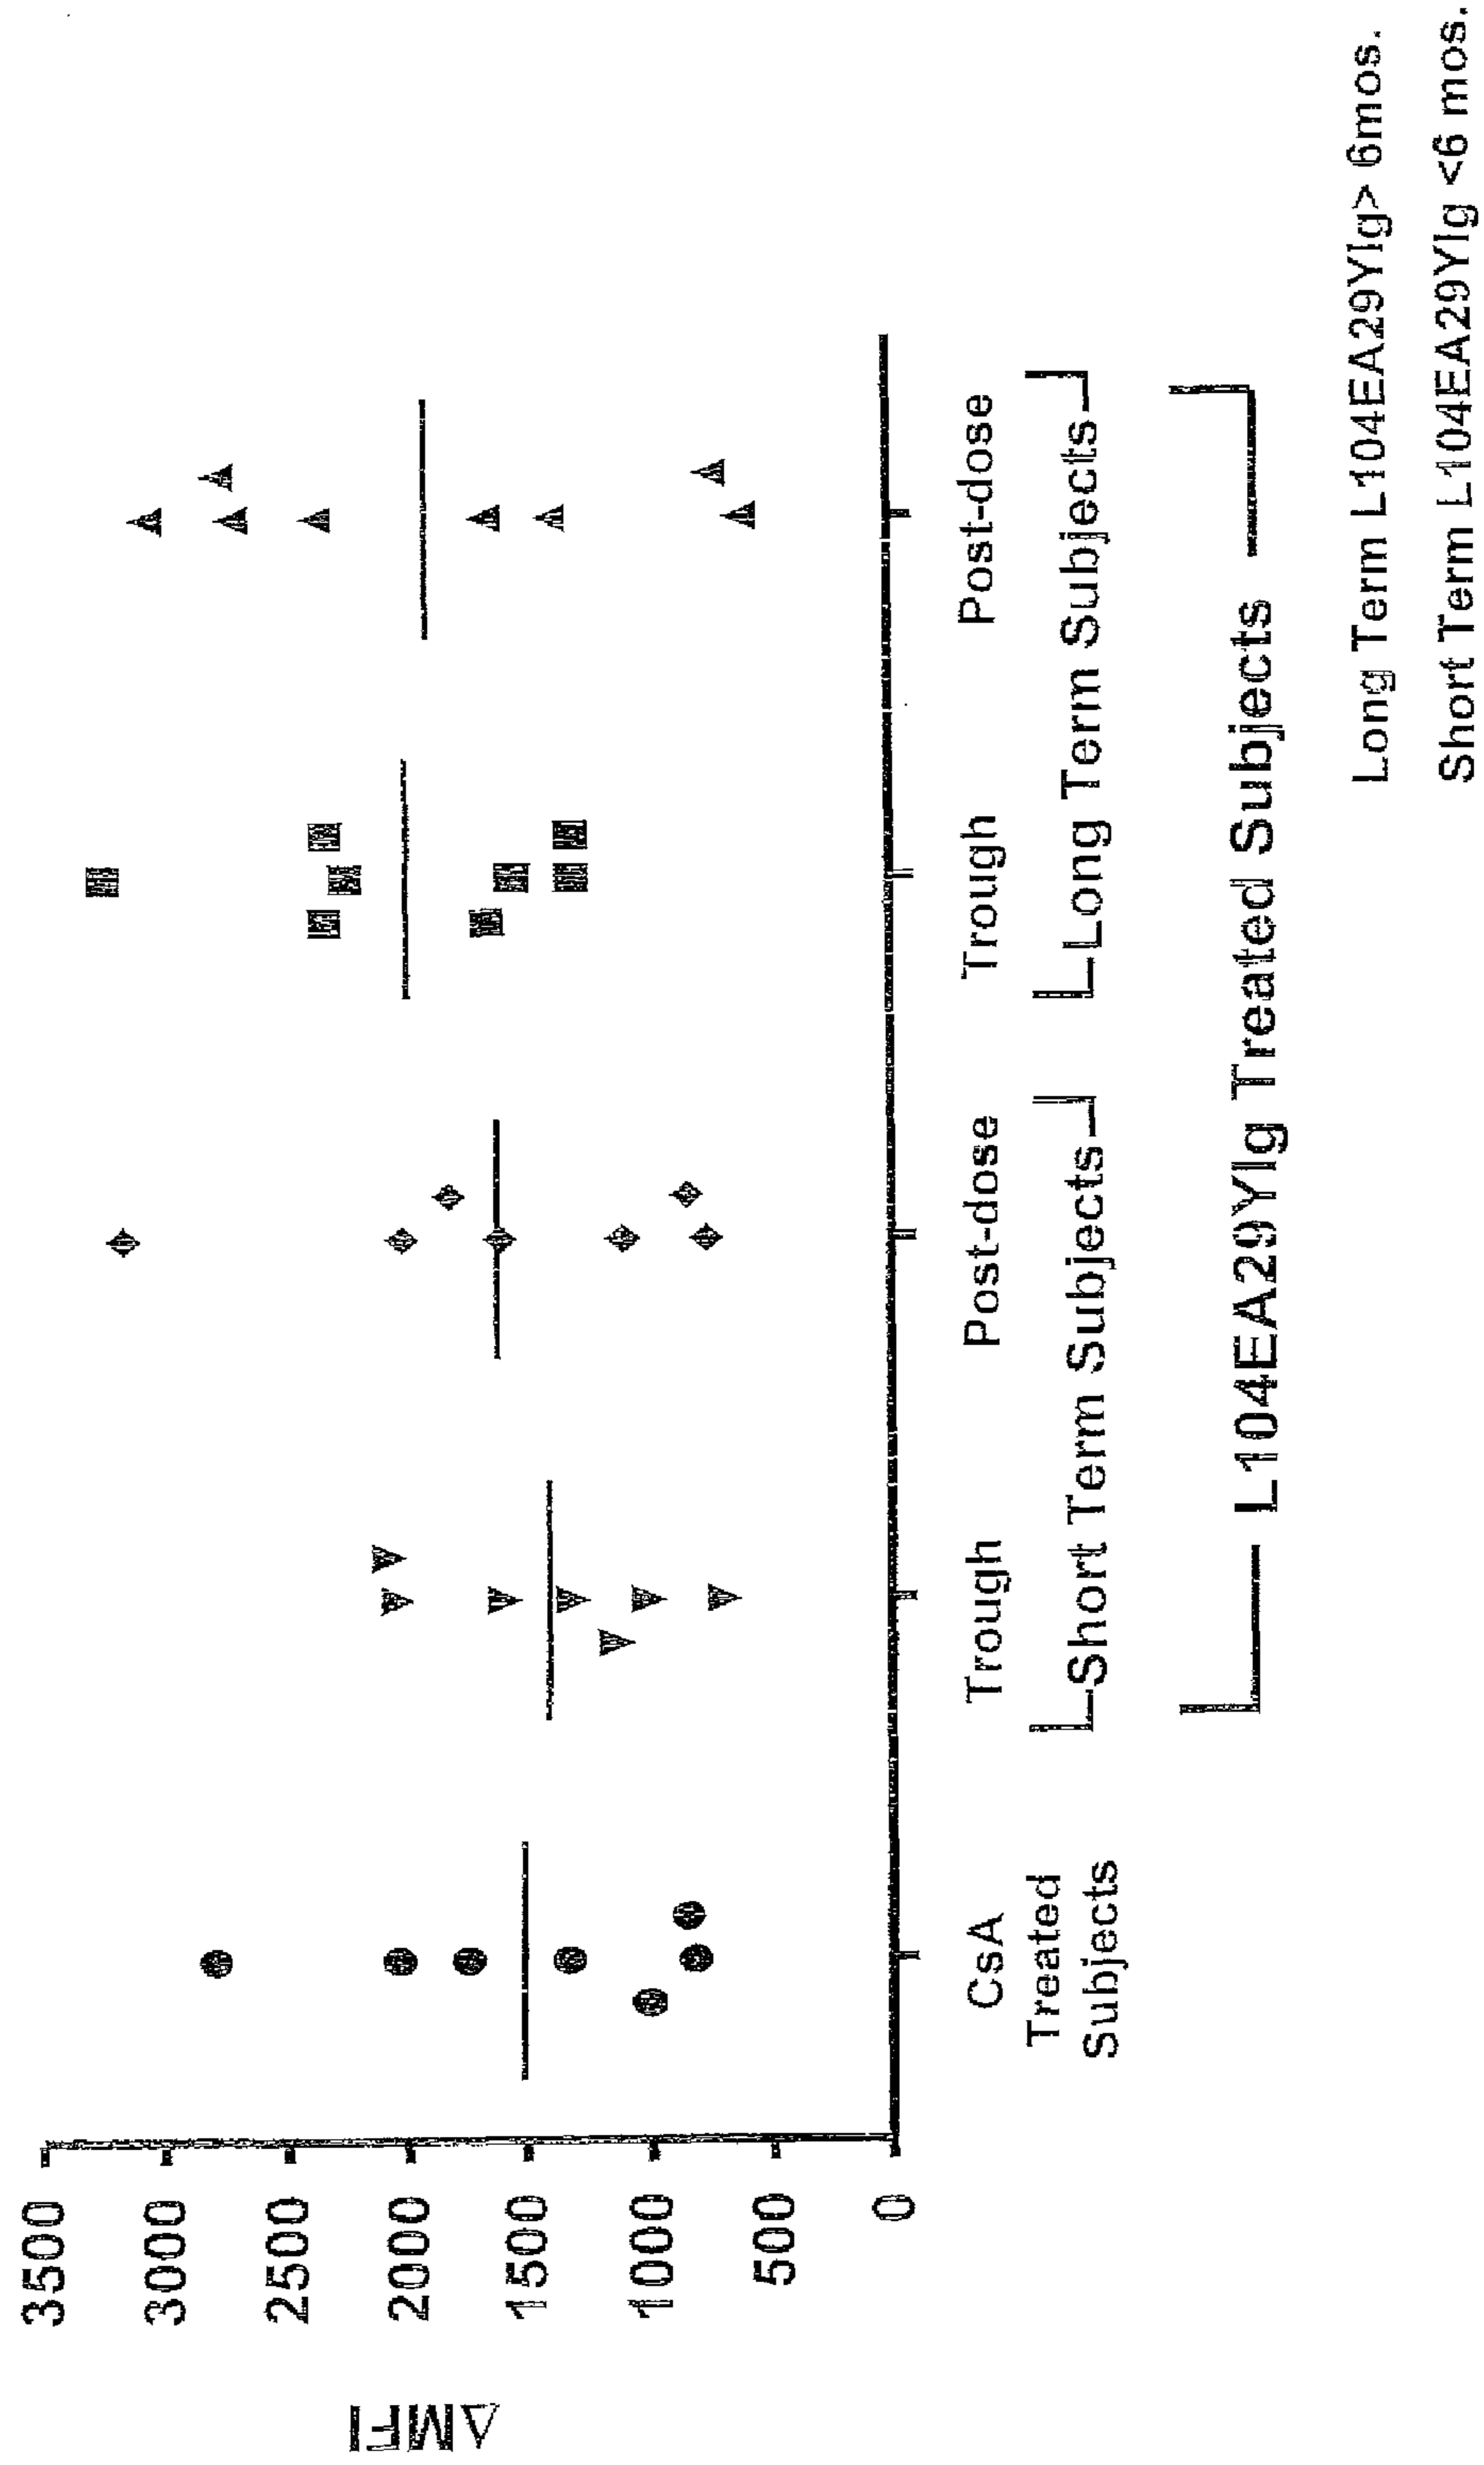 ΔMFI
3500
3000
2500
2000
1500
1000
500
0
CsA
Treated
Subjects
Trough
Post-dose
Trough
Post-dose
Short Term Subjects
Long Term Subjects
L104EA29YIg Treated Subjects
Long Term L104EA29YIg> 6mos.
Short Term L104EA29YIg <6 mos.